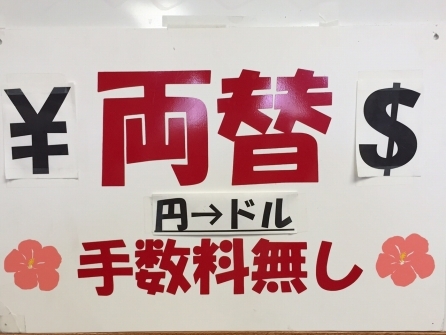 ¥ 両替 $
円→ドル
手数料無し